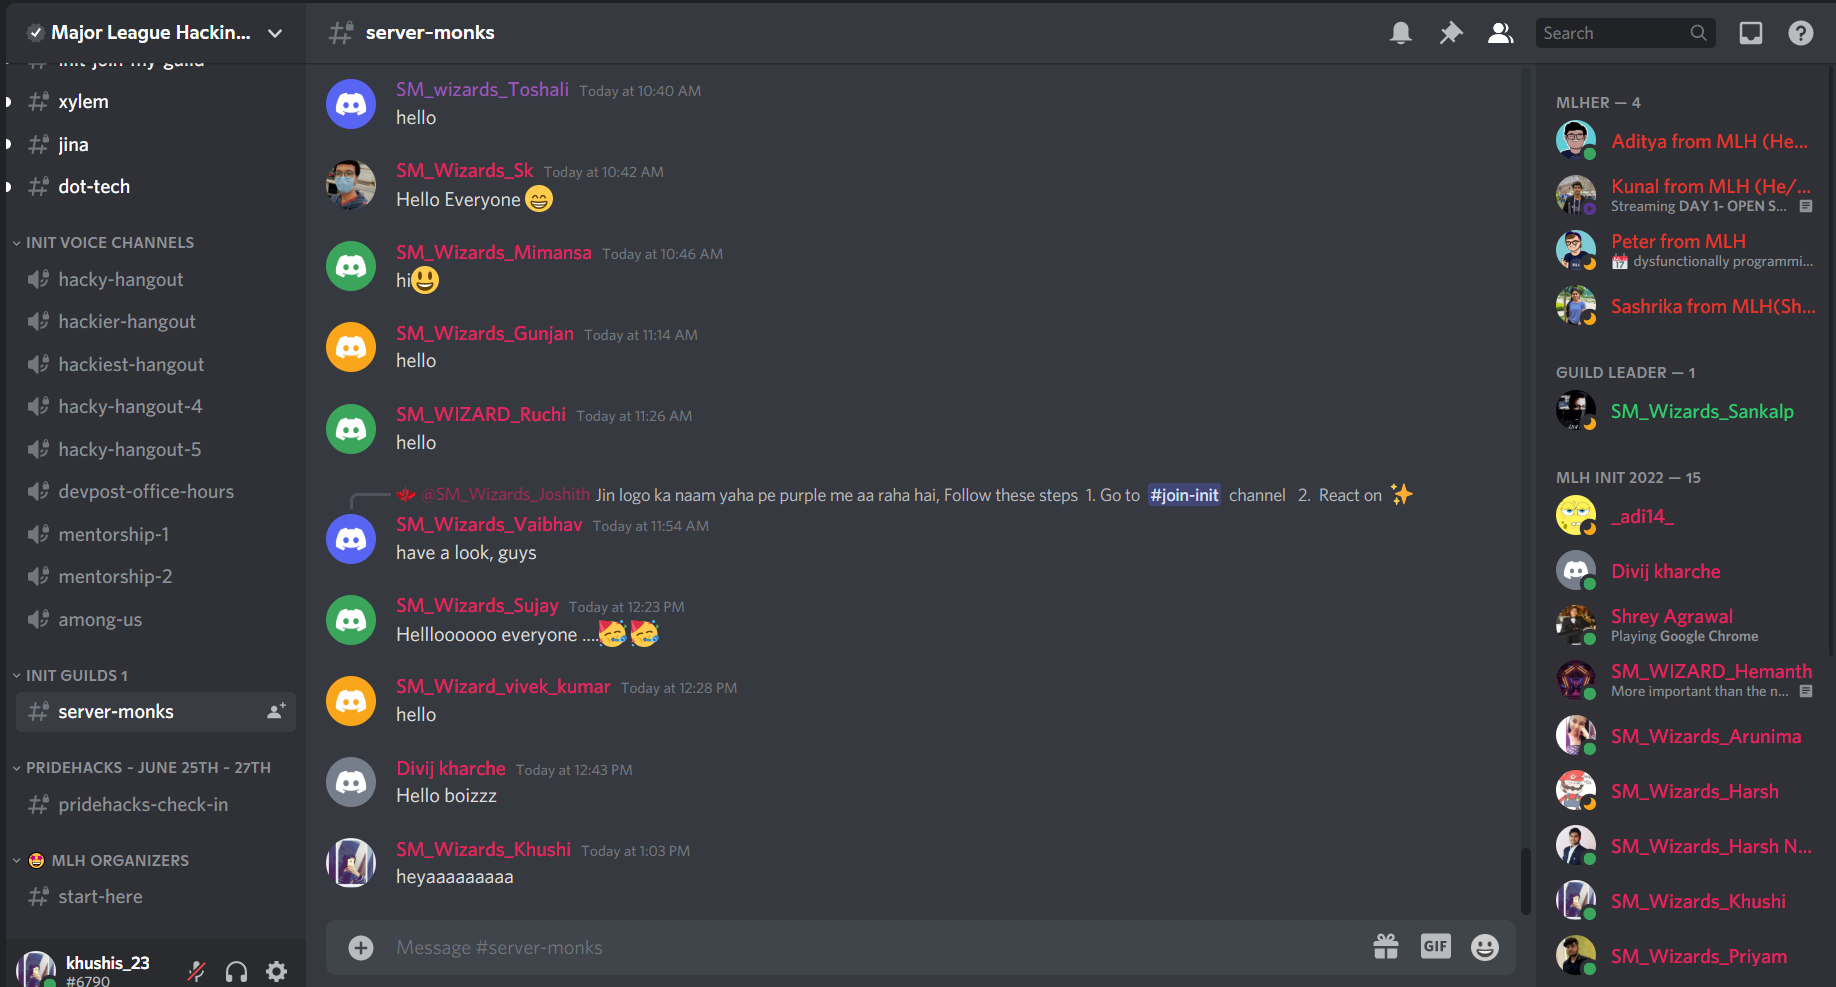 Major League Hackin...
init-join-my-guild
xylem
jina
dot-tech
INIT VOICE CHANNELS
hacky-hangout
hackier-hangout
hackiest-hangout
hacky-hangout-4
hacky-hangout-5
devpost-office-hours
mentorship-1
mentorship-2
among-us
INIT GUILDS 1
server-monks
PRIDEHACKS - JUNE 25TH - 27TH
pridehacks-check-in
🤩 MLH ORGANIZERS
start-here
khushis_23
#6790
server-monks
Search
SM_wizards_Toshali Today at 10:40 AM
hello
SM_Wizards_Sk Today at 10:42 AM
Hello Everyone 😁
SM_Wizards_Mimansa Today at 10:46 AM
hi😃
SM_Wizards_Gunjan Today at 11:14 AM
hello
SM_WIZARD_Ruchi Today at 11:26 AM
hello
@SM_Wizards_Joshith Jin logo ka naam yaha pe purple me aa raha hai, Follow these steps 1. Go to #join-init channel 2. React on ✨
SM_Wizards_Vaibhav Today at 11:54 AM
have a look, guys
SM_Wizards_Sujay Today at 12:23 PM
Hellloooooo everyone ....🥳🥳
SM_Wizard_vivek_kumar Today at 12:28 PM
hello
Divij kharche Today at 12:43 PM
Hello boizzz
SM_Wizards_Khushi Today at 1:03 PM
heyaaaaaaaaa
Message #server-monks
GIF
MLHER — 4
Aditya from MLH (He...
Kunal from MLH (He/...
Streaming DAY 1- OPEN S...
Peter from MLH
📅 dysfunctionally programmi...
Sashrika from MLH(Sh...
GUILD LEADER — 1
SM_Wizards_Sankalp
MLH INIT 2022 — 15
_adi14_
Divij kharche
Shrey Agrawal
Playing Google Chrome
SM_WIZARD_Hemanth
More important than the n...
SM_Wizards_Arunima
SM_Wizards_Harsh
SM_Wizards_Harsh N...
SM_Wizards_Khushi
SM_Wizards_Priyam